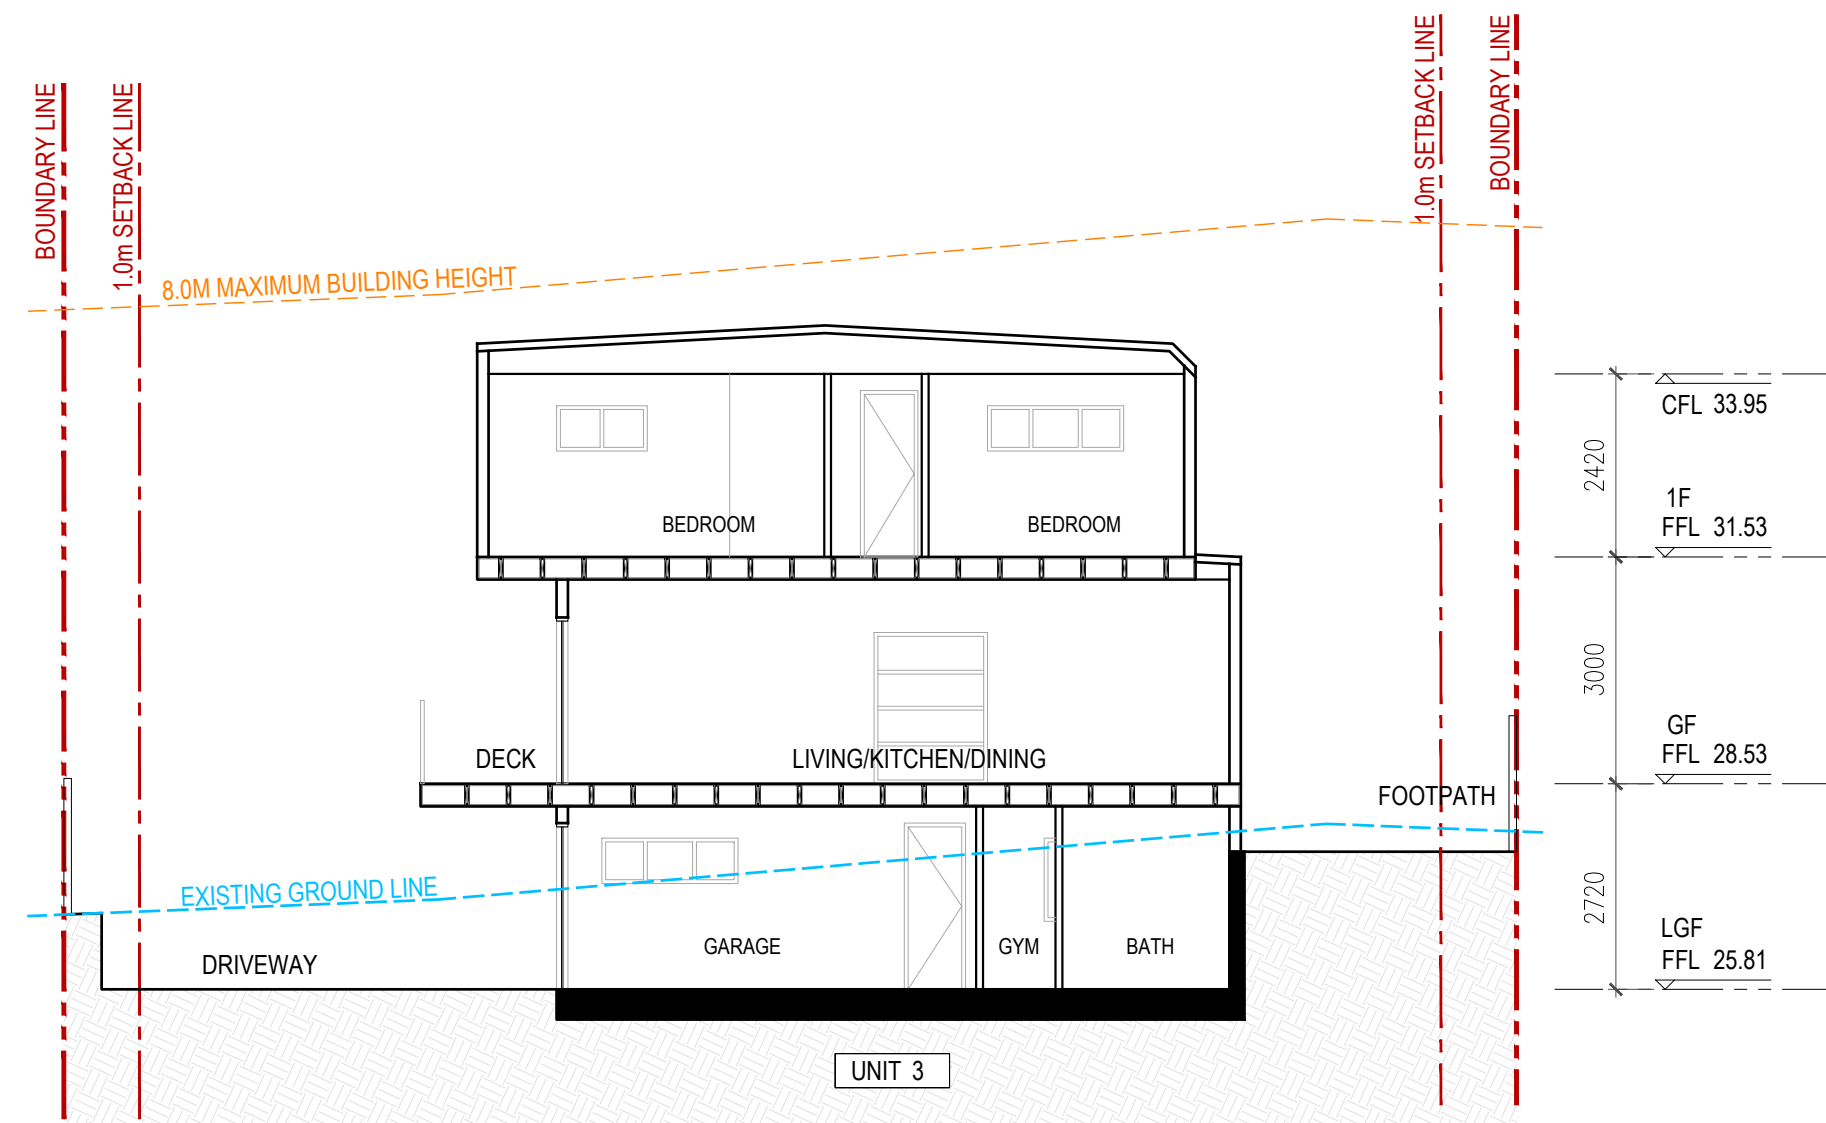 BOUNDARY LINE
1.0m SETBACK LINE
1.0m SETBACK LINE
BOUNDARY LINE
8.0M MAXIMUM BUILDING HEIGHT
CFL 33.95
2420
BEDROOM
BEDROOM
1F
FFL 31.53
3000
DECK
LIVING/KITCHEN/DINING
GF
FFL 28.53
FOOTPATH
EXISTING GROUND LINE
2720
GARAGE
GYM
BATH
DRIVEWAY
LGF
FFL 25.81
UNIT 3